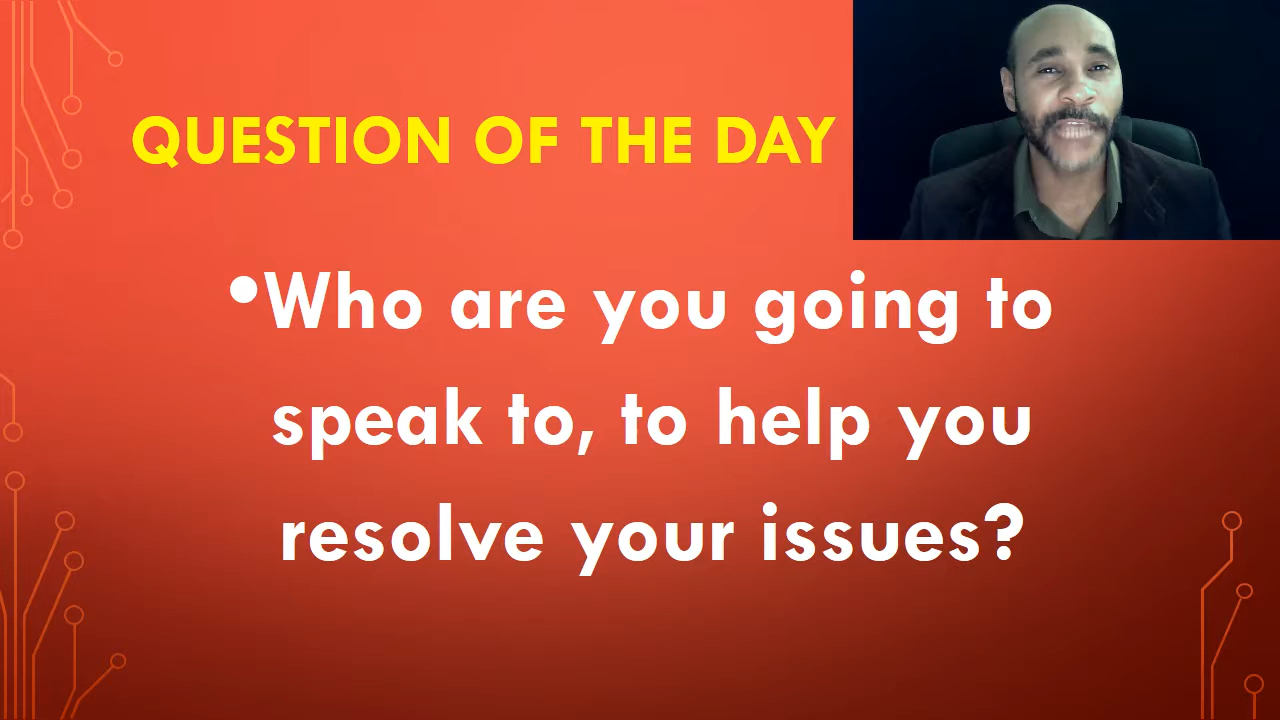 QUESTION OF THE DAY
•Who are you going to
speak to, to help you
resolve your issues?